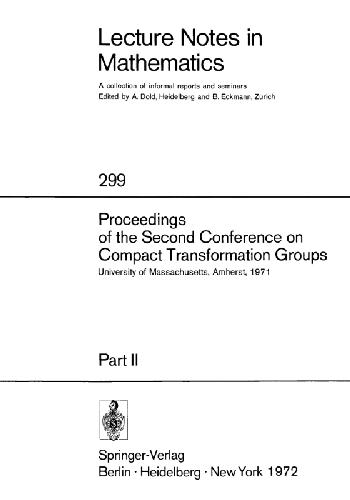 Lecture Notes in
Mathematics
A collection of informal reports and seminars
Edited by A. Dold, Heidelberg and B. Eckmann, Zurich
299
Proceedings
of the Second Conference on
Compact Transformation Groups
University of Massachusetts, Amherst, 1971
Part II
Springer-Verlag
Berlin · Heidelberg · New York 1972